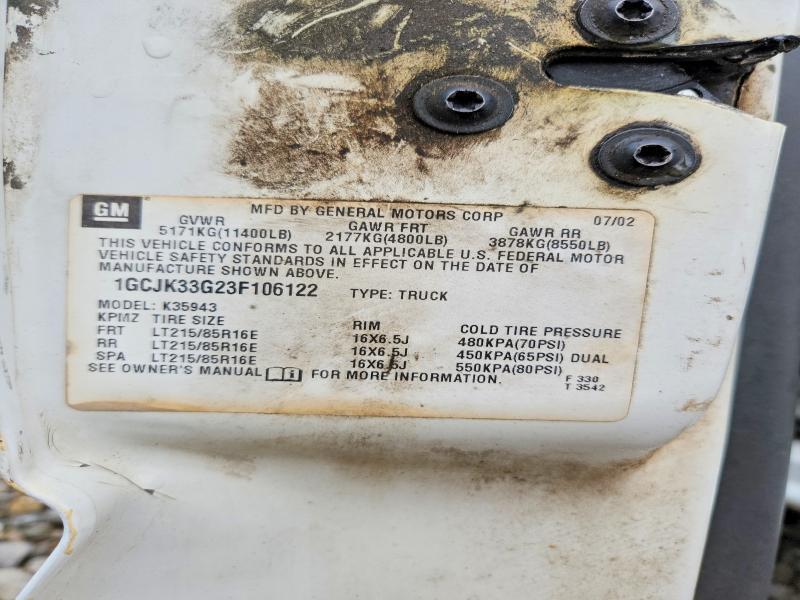 GM MFD BY GENERAL MOTORS CORP 07/02
GVWR GAWR FRT GAWR RR
5171KG(11400LB) 2177KG(4800LB) 3878KG(8550LB)
THIS VEHICLE CONFORMS TO ALL APPLICABLE U.S. FEDERAL MOTOR
VEHICLE SAFETY STANDARDS IN EFFECT ON THE DATE OF
MANUFACTURE SHOWN ABOVE.
1GCJK33G23F106122 TYPE: TRUCK
MODEL: K35943
KPMZ TIRE SIZE RIM COLD TIRE PRESSURE
FRT LT215/85R16E 16X6.5J 480KPA(70PSI)
RR LT215/85R16E 16X6.5J 450KPA(65PSI) DUAL
SPA LT215/85R16E 16X6.5J 550KPA(80PSI)
SEE OWNER'S MANUAL FOR MORE INFORMATION.
F 330
T 3542